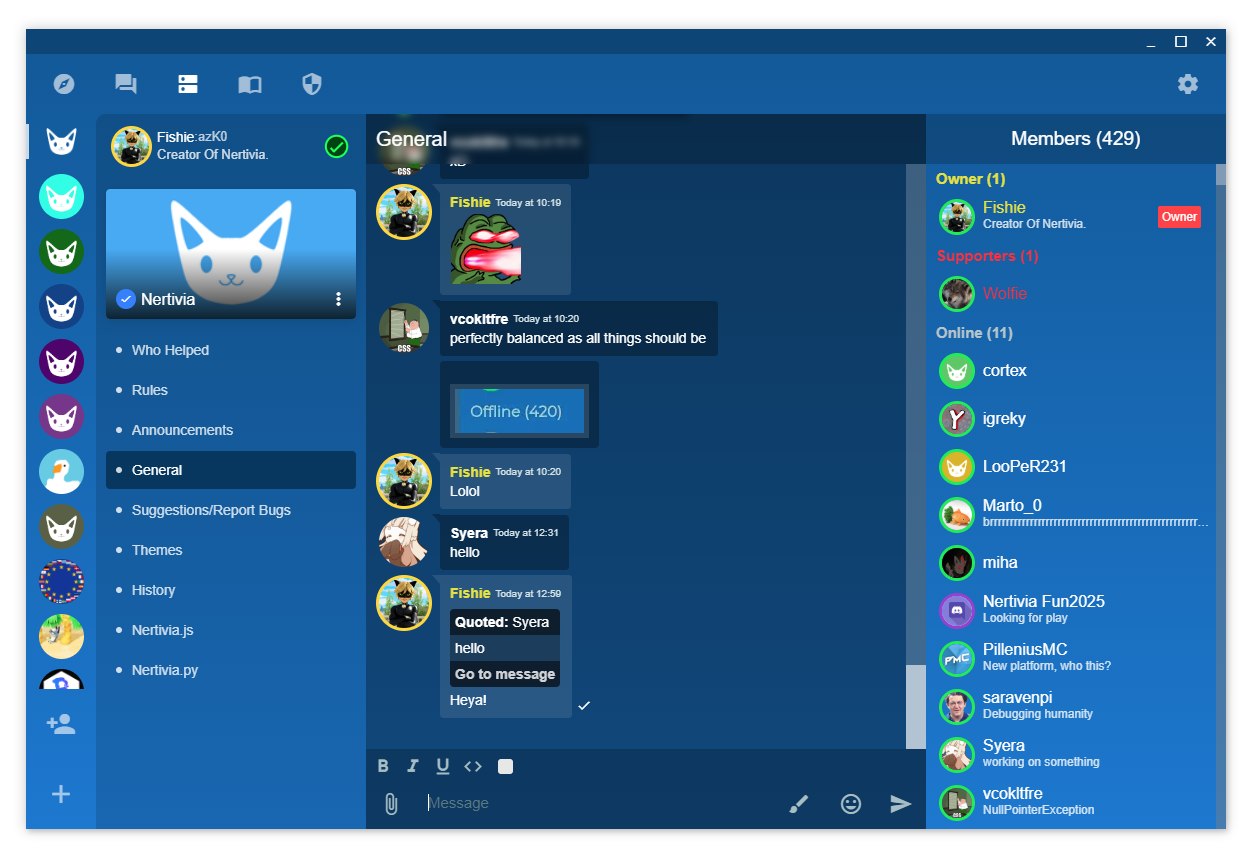 Fishie:azK0
Creator Of Nertivia.
Nertivia
Who Helped
Rules
Announcements
General
Suggestions/Report Bugs
Themes
History
Nertivia.js
Nertivia.py
General
css
Fishie Today at 10:19
vcokltfre Today at 10:20
perfectly balanced as all things should be
css
Offline (420)
Fishie Today at 10:20
Lolol
Syera Today at 12:31
hello
Fishie Today at 12:59
Quoted: Syera
hello
Go to message
Heya!
B I U <>
Message
Members (429)
Owner (1)
Fishie
Creator Of Nertivia.
Owner
Supporters (1)
Wolfie
Online (11)
cortex
igreky
LooPeR231
Marto_0
brrrrrrrrrrrrrrrrrrrrrrrrrrrrrrrrrrrrrrrrrrrrrrrrrrrr...
miha
Nertivia Fun2025
Looking for play
PMC
PilleniusMC
New platform, who this?
saravenpi
Debugging humanity
Syera
working on something
vcokltfre
NullPointerException
css